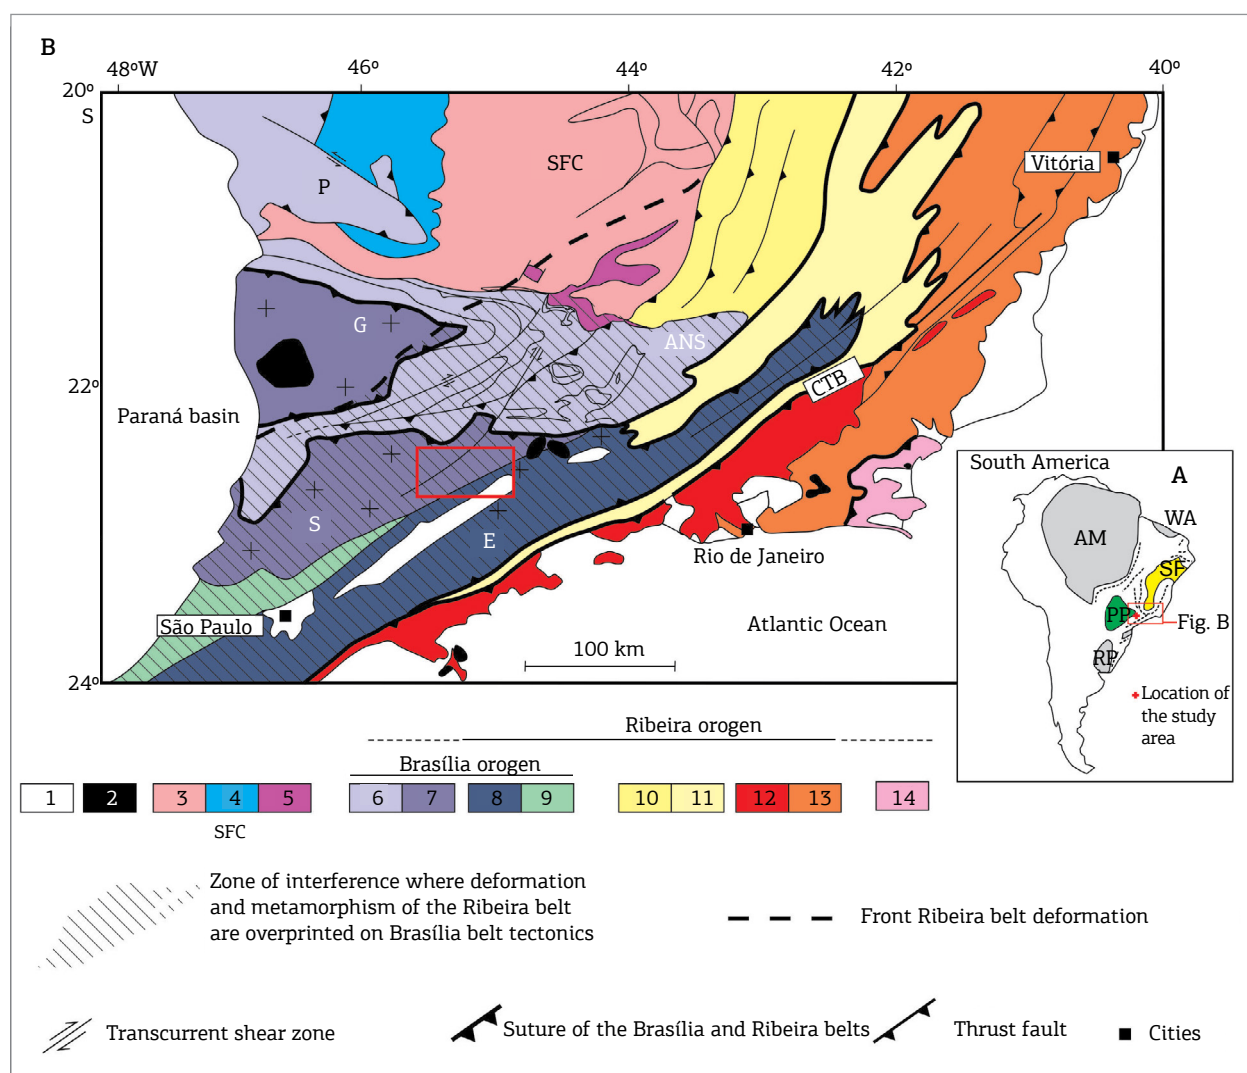 B
48ºW
46º
44º
42º
40º
20º
S
SFC
Vitória
P
G
ANS
22º
CTB
Paraná basin
S
E
Rio de Janeiro
São Paulo
Atlantic Ocean
100 km
24º
South America
A
WA
AM
SF
PP
Fig. B
RP
Location of
the study
area
Ribeira orogen
Brasília orogen
1 2 3 4 5 6 7 8 9 10 11 12 13 14
SFC
Zone of interference where deformation
and metamorphism of the Ribeira belt
are overprinted on Brasília belt tectonics
Front Ribeira belt deformation
Transcurrent shear zone
Suture of the Brasília and Ribeira belts
Thrust fault
Cities